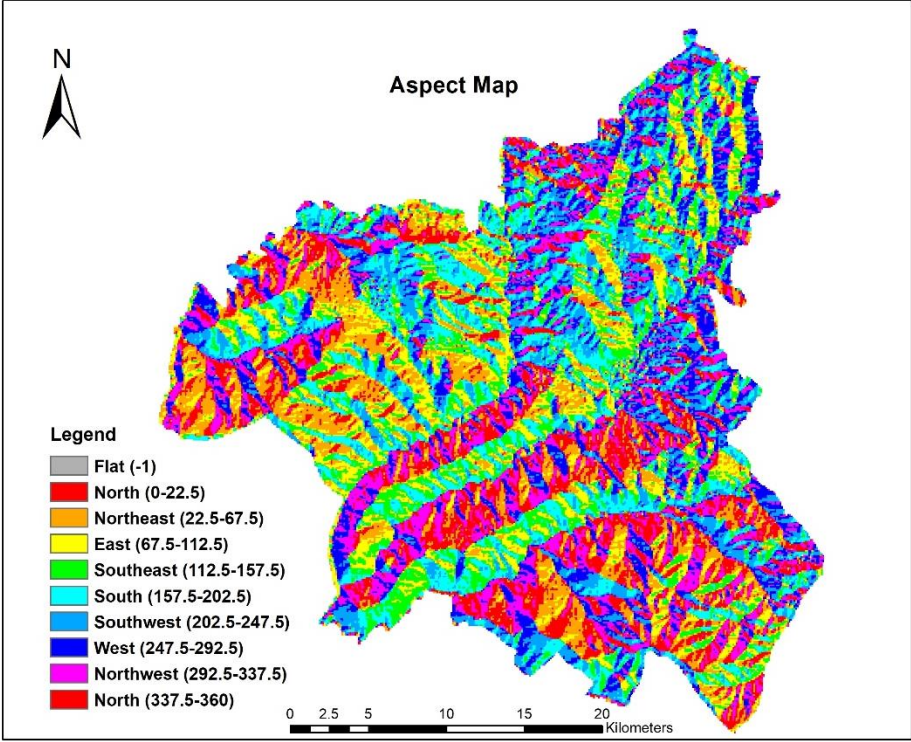 N
Aspect Map
Legend
Flat (-1)
North (0-22.5)
Northeast (22.5-67.5)
East (67.5-112.5)
Southeast (112.5-157.5)
South (157.5-202.5)
Southwest (202.5-247.5)
West (247.5-292.5)
Northwest (292.5-337.5)
North (337.5-360)
0 2.5 5 10 15 20
Kilometers